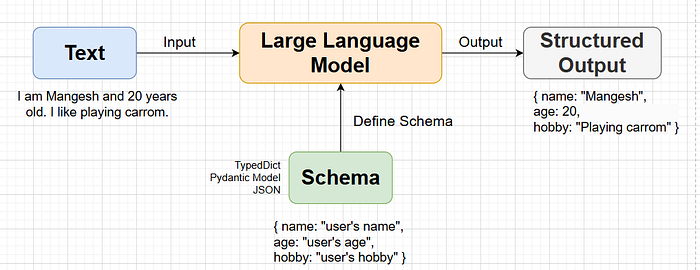 Text
Input
Large Language
Model
Output
Structured
Output
I am Mangesh and 20 years
old. I like playing carrom.
{ name: "Mangesh",
age: 20,
hobby: "Playing carrom" }
Define Schema
TypedDict
Pydantic Model
JSON
Schema
{ name: "user's name",
age: "user's age",
hobby: "user's hobby" }